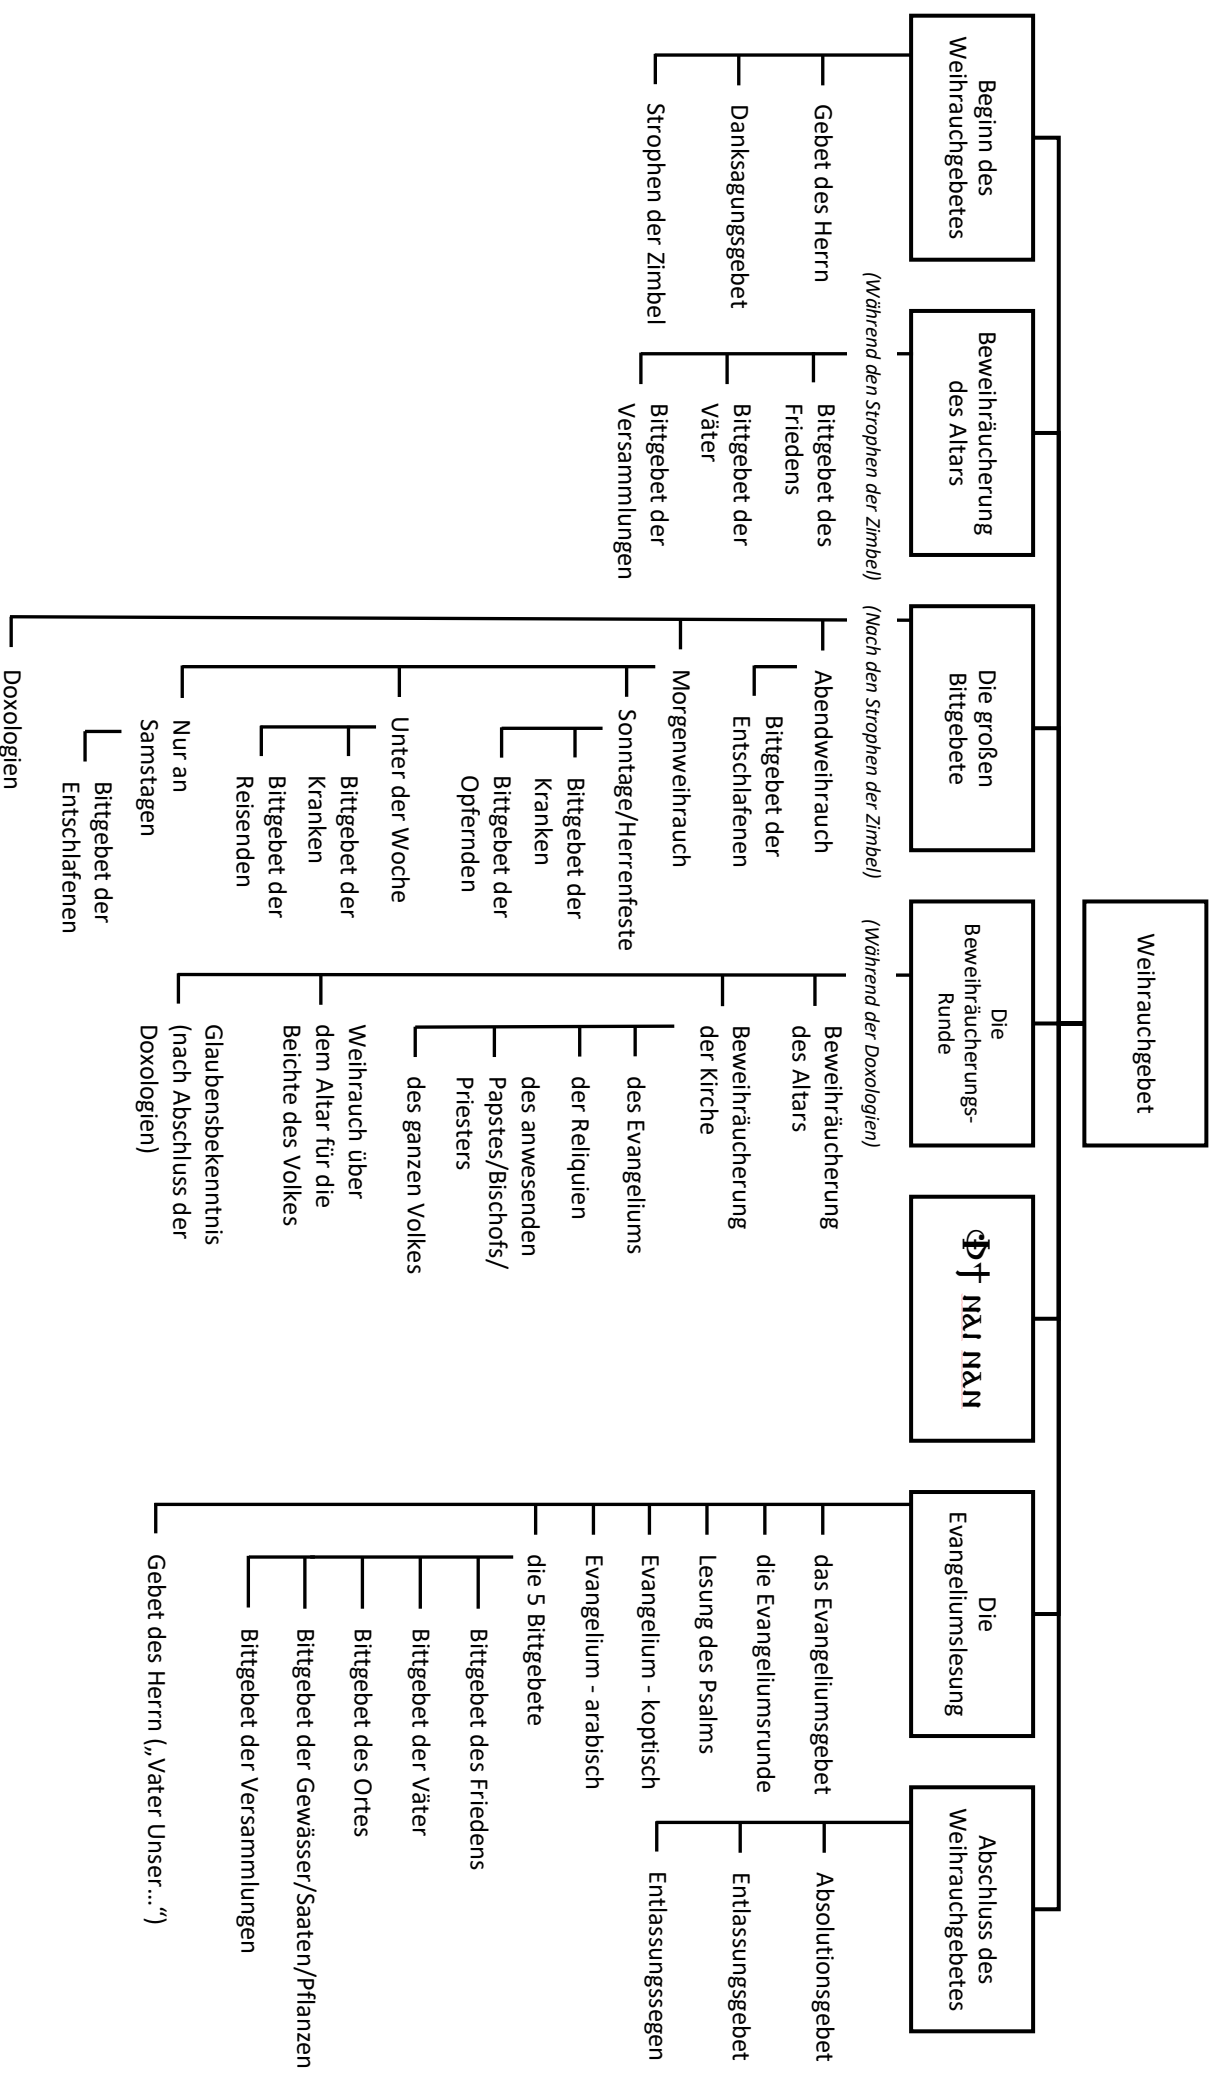 Weihrauchgebet
Beginn des
Weihrauchgebetes
Gebet des Herrn
Danksagungsgebet
Strophen der Zimbel
Beweihräucherung
des Altars
(Während den Strophen der Zimbel)
Bittgebet des
Friedens
Bittgebet der
Väter
Bittgebet der
Versammlungen
Die großen
Bittgebete
(Nach den Strophen der Zimbel)
Abendweihrauch
Bittgebet der
Entschlafenen
Morgenweihrauch
Sonntage/Herrenfeste
Bittgebet der
Kranken
Bittgebet der
Opfernden
Unter der Woche
Bittgebet der
Kranken
Bittgebet der
Reisenden
Nur an
Samstagen
Bittgebet der
Entschlafenen
Doxologien
Die
Beweihräucherungs-
Runde
(Während der Doxologien)
Beweihräucherung
des Altars
Beweihräucherung
der Kirche
des Evangeliums
der Reliquien
des anwesenden
Papstes/Bischofs/
Priesters
des ganzen Volkes
Weihrauch über
dem Altar für die
Beichte des Volkes
Glaubensbekenntnis
(nach Abschluss der
Doxologien)
Ⲫϯ ⲛⲁⲓ ⲛⲁⲛ
Die
Evangeliumslesung
das Evangeliumsgebet
die Evangeliumsrunde
Lesung des Psalms
Evangelium - koptisch
Evangelium - arabisch
die 5 Bittgebete
Bittgebet des Friedens
Bittgebet der Väter
Bittgebet des Ortes
Bittgebet der Gewässer/Saaten/Pflanzen
Bittgebet der Versammlungen
Gebet des Herrn („Vater Unser... “)
Abschluss des
Weihrauchgebetes
Absolutionsgebet
Entlassungsgebet
Entlassungssegen